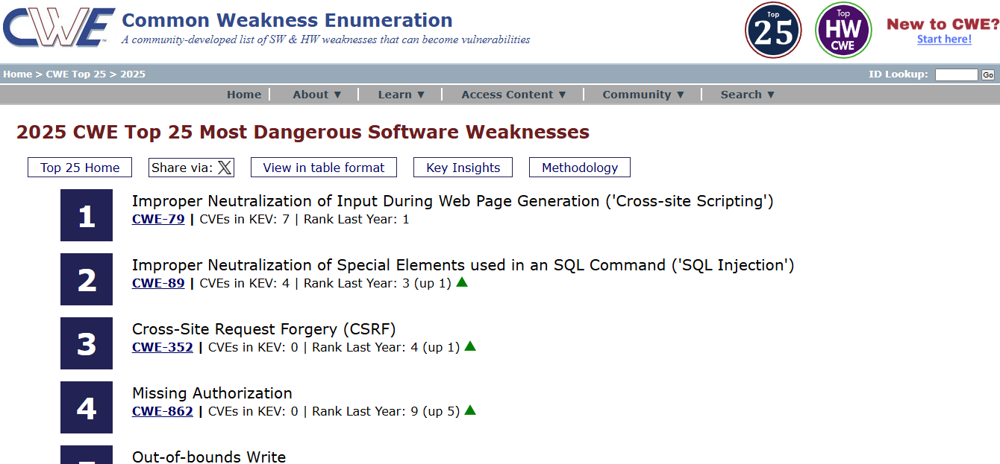 CWE Common Weakness Enumeration
A community-developed list of SW & HW weaknesses that can become vulnerabilities
Top 25
Top HW CWE
New to CWE?
Start here!
Home > CWE Top 25 > 2025
ID Lookup: Go
Home | About ▼ | Learn ▼ | Access Content ▼ | Community ▼ | Search ▼
2025 CWE Top 25 Most Dangerous Software Weaknesses
Top 25 Home
Share via: X
View in table format
Key Insights
Methodology
1
Improper Neutralization of Input During Web Page Generation ('Cross-site Scripting')
CWE-79 | CVEs in KEV: 7 | Rank Last Year: 1
2
Improper Neutralization of Special Elements used in an SQL Command ('SQL Injection')
CWE-89 | CVEs in KEV: 4 | Rank Last Year: 3 (up 1) ▲
3
Cross-Site Request Forgery (CSRF)
CWE-352 | CVEs in KEV: 0 | Rank Last Year: 4 (up 1) ▲
4
Missing Authorization
CWE-862 | CVEs in KEV: 0 | Rank Last Year: 9 (up 5) ▲
Out-of-bounds Write